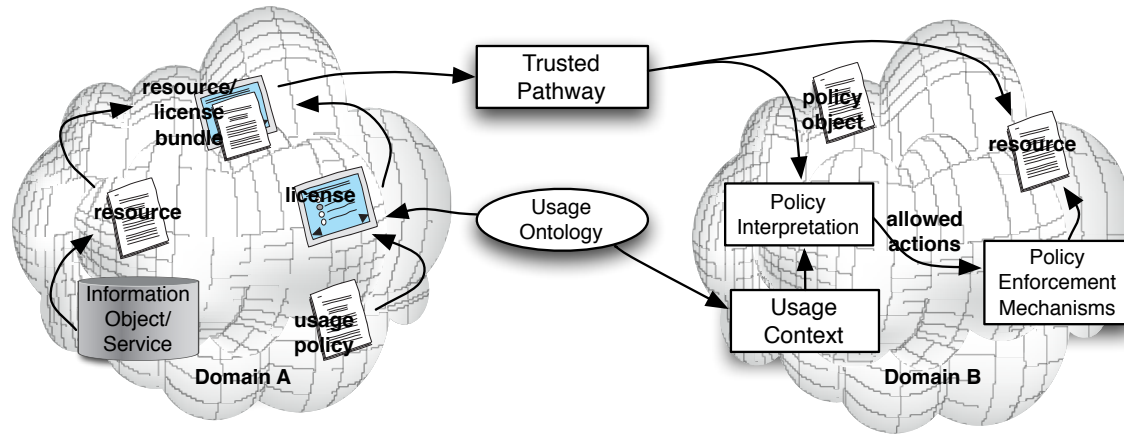 resource/
license
bundle
resource
license
Information
Object/
Service
usage
policy
Domain A
Trusted
Pathway
Usage
Ontology
policy
object
resource
Policy
Interpretation
allowed
actions
Policy
Enforcement
Mechanisms
Usage
Context
Domain B